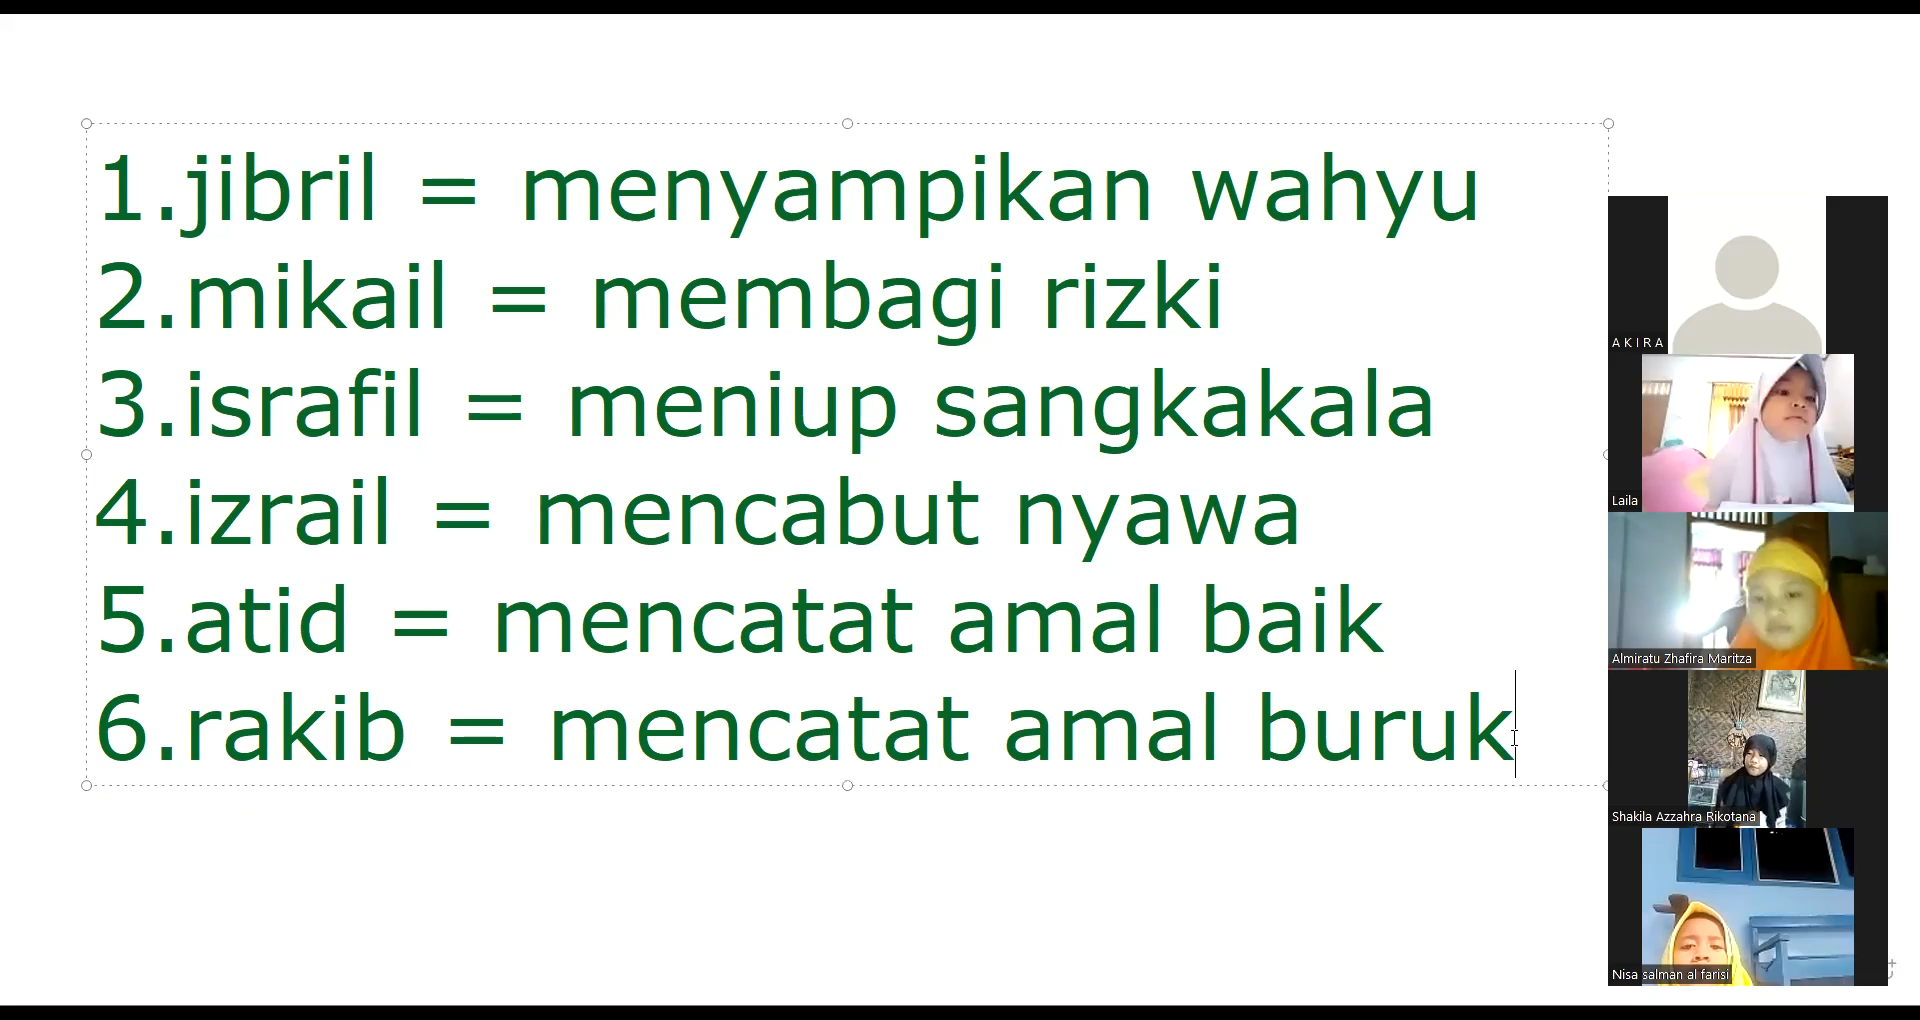 1.jibril = menyampikan wahyu
2.mikail = membagi rizki
3.israfil = meniup sangkakala
4.izrail = mencabut nyawa
5.atid = mencatat amal baik
6.rakib = mencatat amal buruk
A K I R A
Laila
Almiratu Zhafira Maritza
Shakila Azzahra Rikotana
Nisa salman al farisi